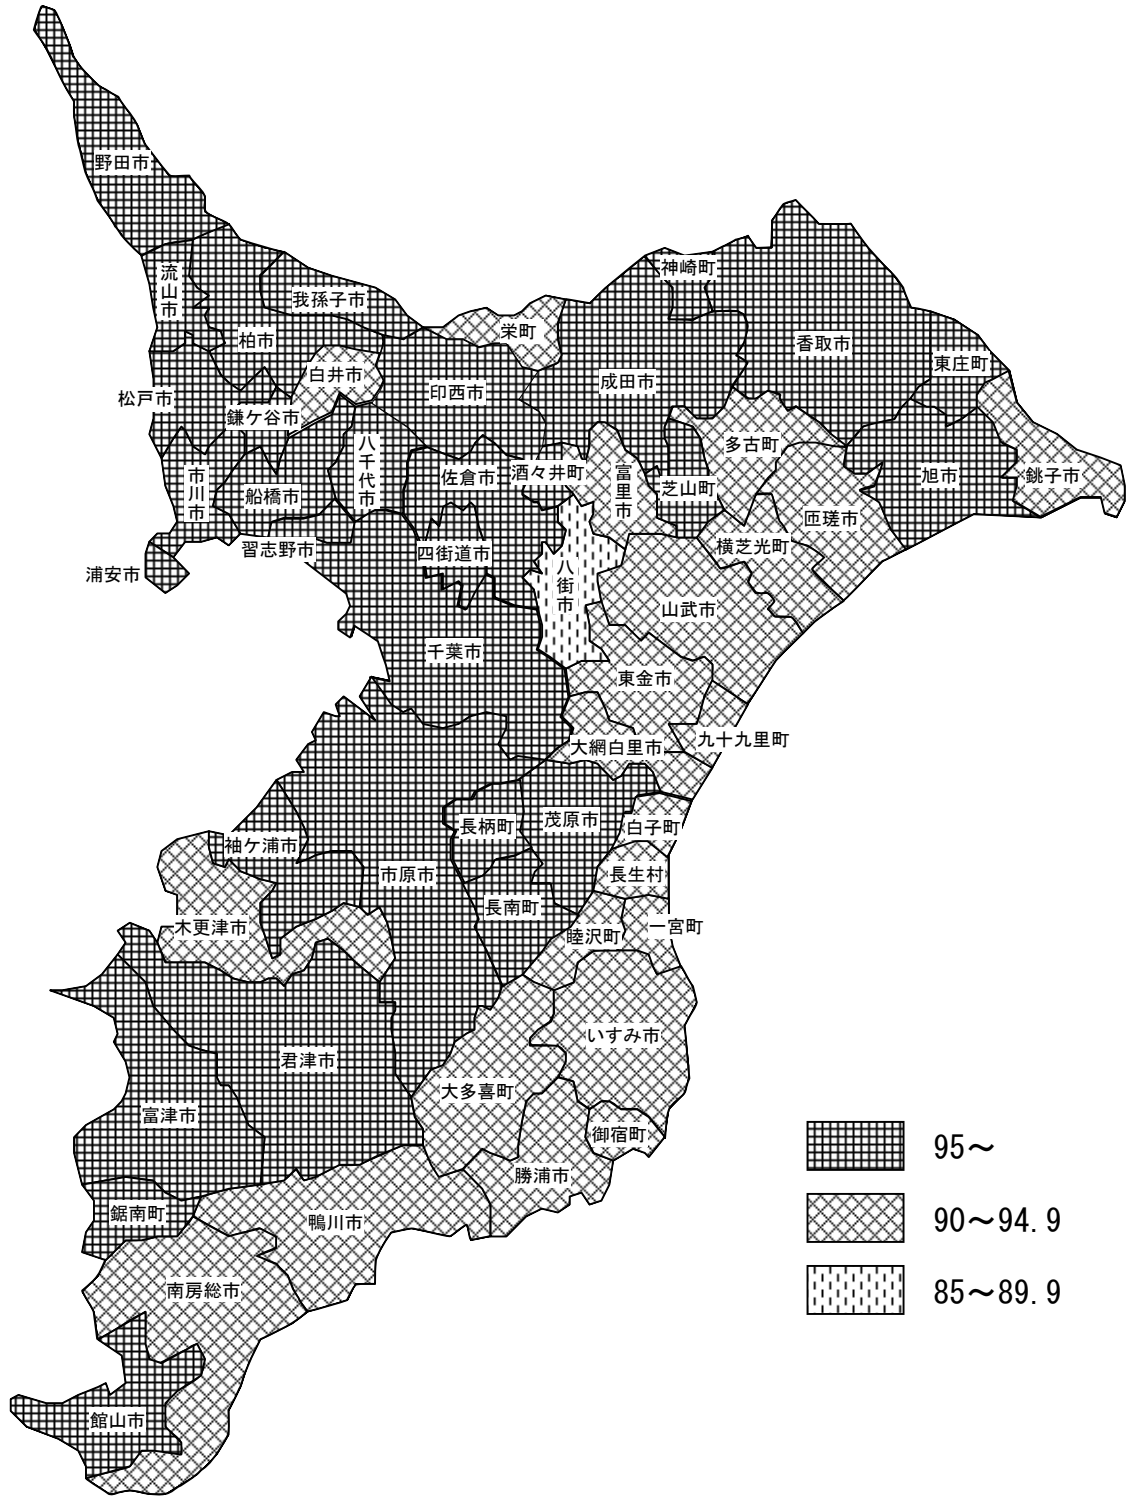 野田市
流山市
我孫子市
神崎町
栄町
柏市
香取市
東庄町
白井市
成田市
印西市
松戸市
鎌ケ谷市
多古町
八千代市
佐倉市
酒々井町
富里市
旭市
銚子市
市川市
船橋市
芝山町
匝瑳市
習志野市
四街道市
横芝光町
浦安市
八街市
山武市
千葉市
東金市
大網白里市
九十九里町
長柄町
茂原市
白子町
袖ケ浦市
市原市
長生村
長南町
木更津市
睦沢町
一宮町
いすみ市
君津市
大多喜町
富津市
御宿町
95～
勝浦市
鋸南町
鴨川市
90～94.9
南房総市
85～89.9
館山市